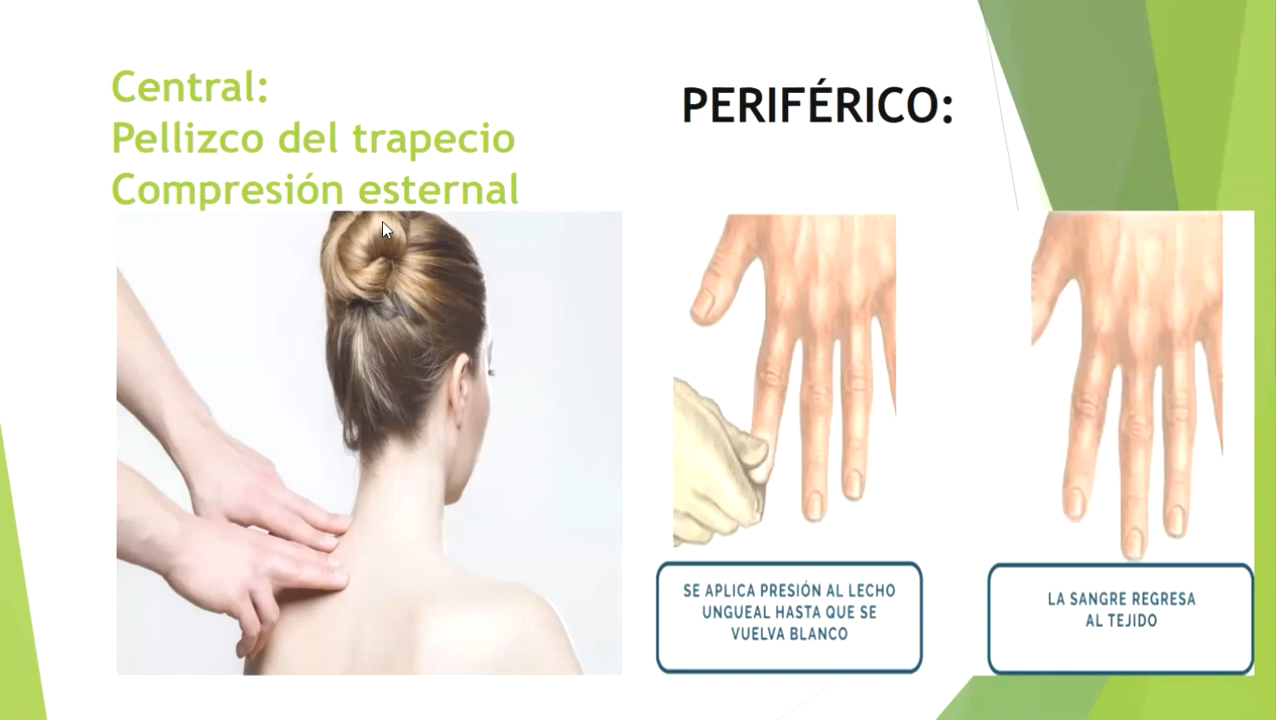 Central:
Pellizco del trapecio
Compresión esternal
PERIFÉRICO:
SE APLICA PRESIÓN AL LECHO
UNGUEAL HASTA QUE SE
VUELVA BLANCO
LA SANGRE REGRESA
AL TEJIDO